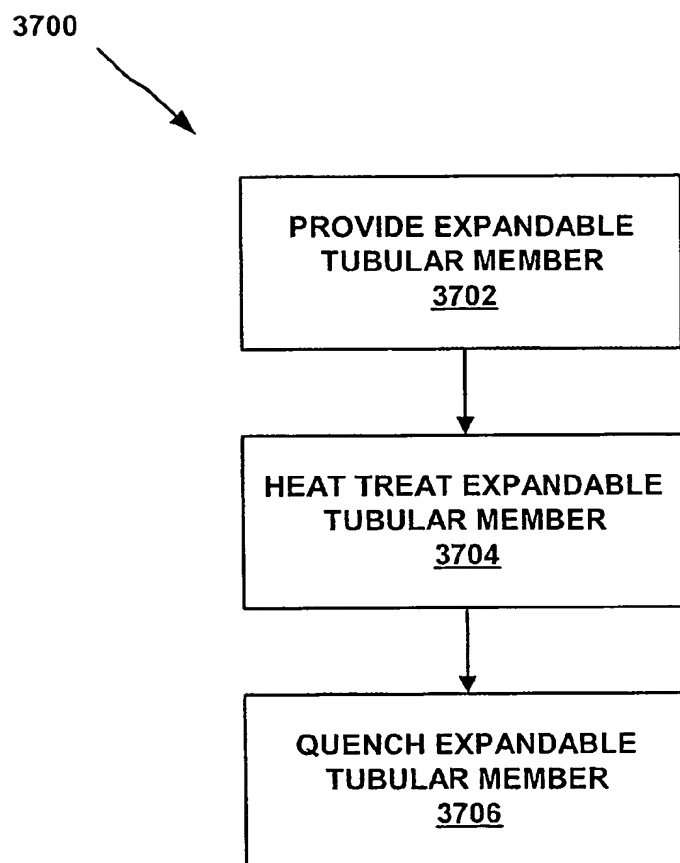 3700
PROVIDE EXPANDABLE
TUBULAR MEMBER
3702
HEAT TREAT EXPANDABLE
TUBULAR MEMBER
3704
QUENCH EXPANDABLE
TUBULAR MEMBER
3706